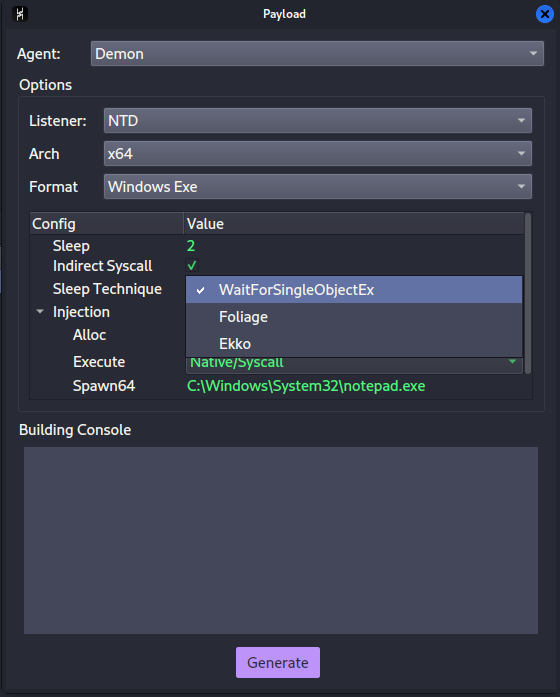 Payload
Agent: Demon
Options
Listener: NTD
Arch x64
Format Windows Exe
Config Value
Sleep 2
Indirect Syscall ✓
Sleep Technique ✓ WaitForSingleObjectEx
Injection Foliage
Alloc Ekko
Execute Native/Syscall
Spawn64 C:\Windows\System32\notepad.exe
Building Console
Generate